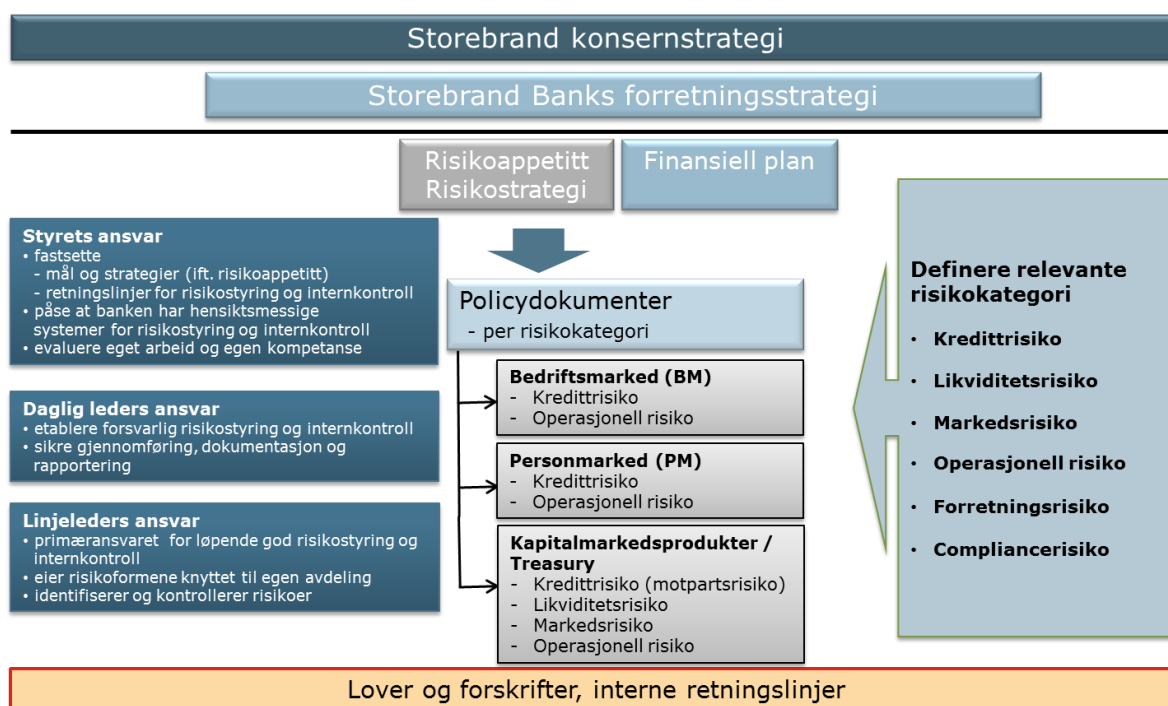 Storebrand konsernstrategi
Storebrand Banks forretningsstrategi
Risikoappetitt
Risikostrategi
Finansiell plan
Styrets ansvar
• fastsette
- mål og strategier (ift. risikoappetitt)
- retningslinjer for risikostyring og internkontroll
• påse at banken har hensiktsmessige
systemer for risikostyring og internkontroll
• evaluere eget arbeid og egen kompetanse
Daglig leders ansvar
• etablere forsvarlig risikostyring og internkontroll
• sikre gjennomføring, dokumentasjon og
rapportering
Linjeleders ansvar
• primæransvaret for løpende god risikostyring og
internkontroll
• eier risikoformene knyttet til egen avdeling
• identifiserer og kontrollerer risikoer
Policydokumenter
- per risikokategori
Bedriftsmarked (BM)
- Kredittrisiko
- Operasjonell risiko
Personmarked (PM)
- Kredittrisiko
- Operasjonell risiko
Kapitalmarkedsprodukter /
Treasury
- Kredittrisiko (motpartsrisiko)
- Likviditetsrisiko
- Markedsrisiko
- Operasjonell risiko
Definere relevante
risikokategori
• Kredittrisiko
• Likviditetsrisiko
• Markedsrisiko
• Operasjonell risiko
• Forretningsrisiko
• Compliancerisiko
Lover og forskrifter, interne retningslinjer